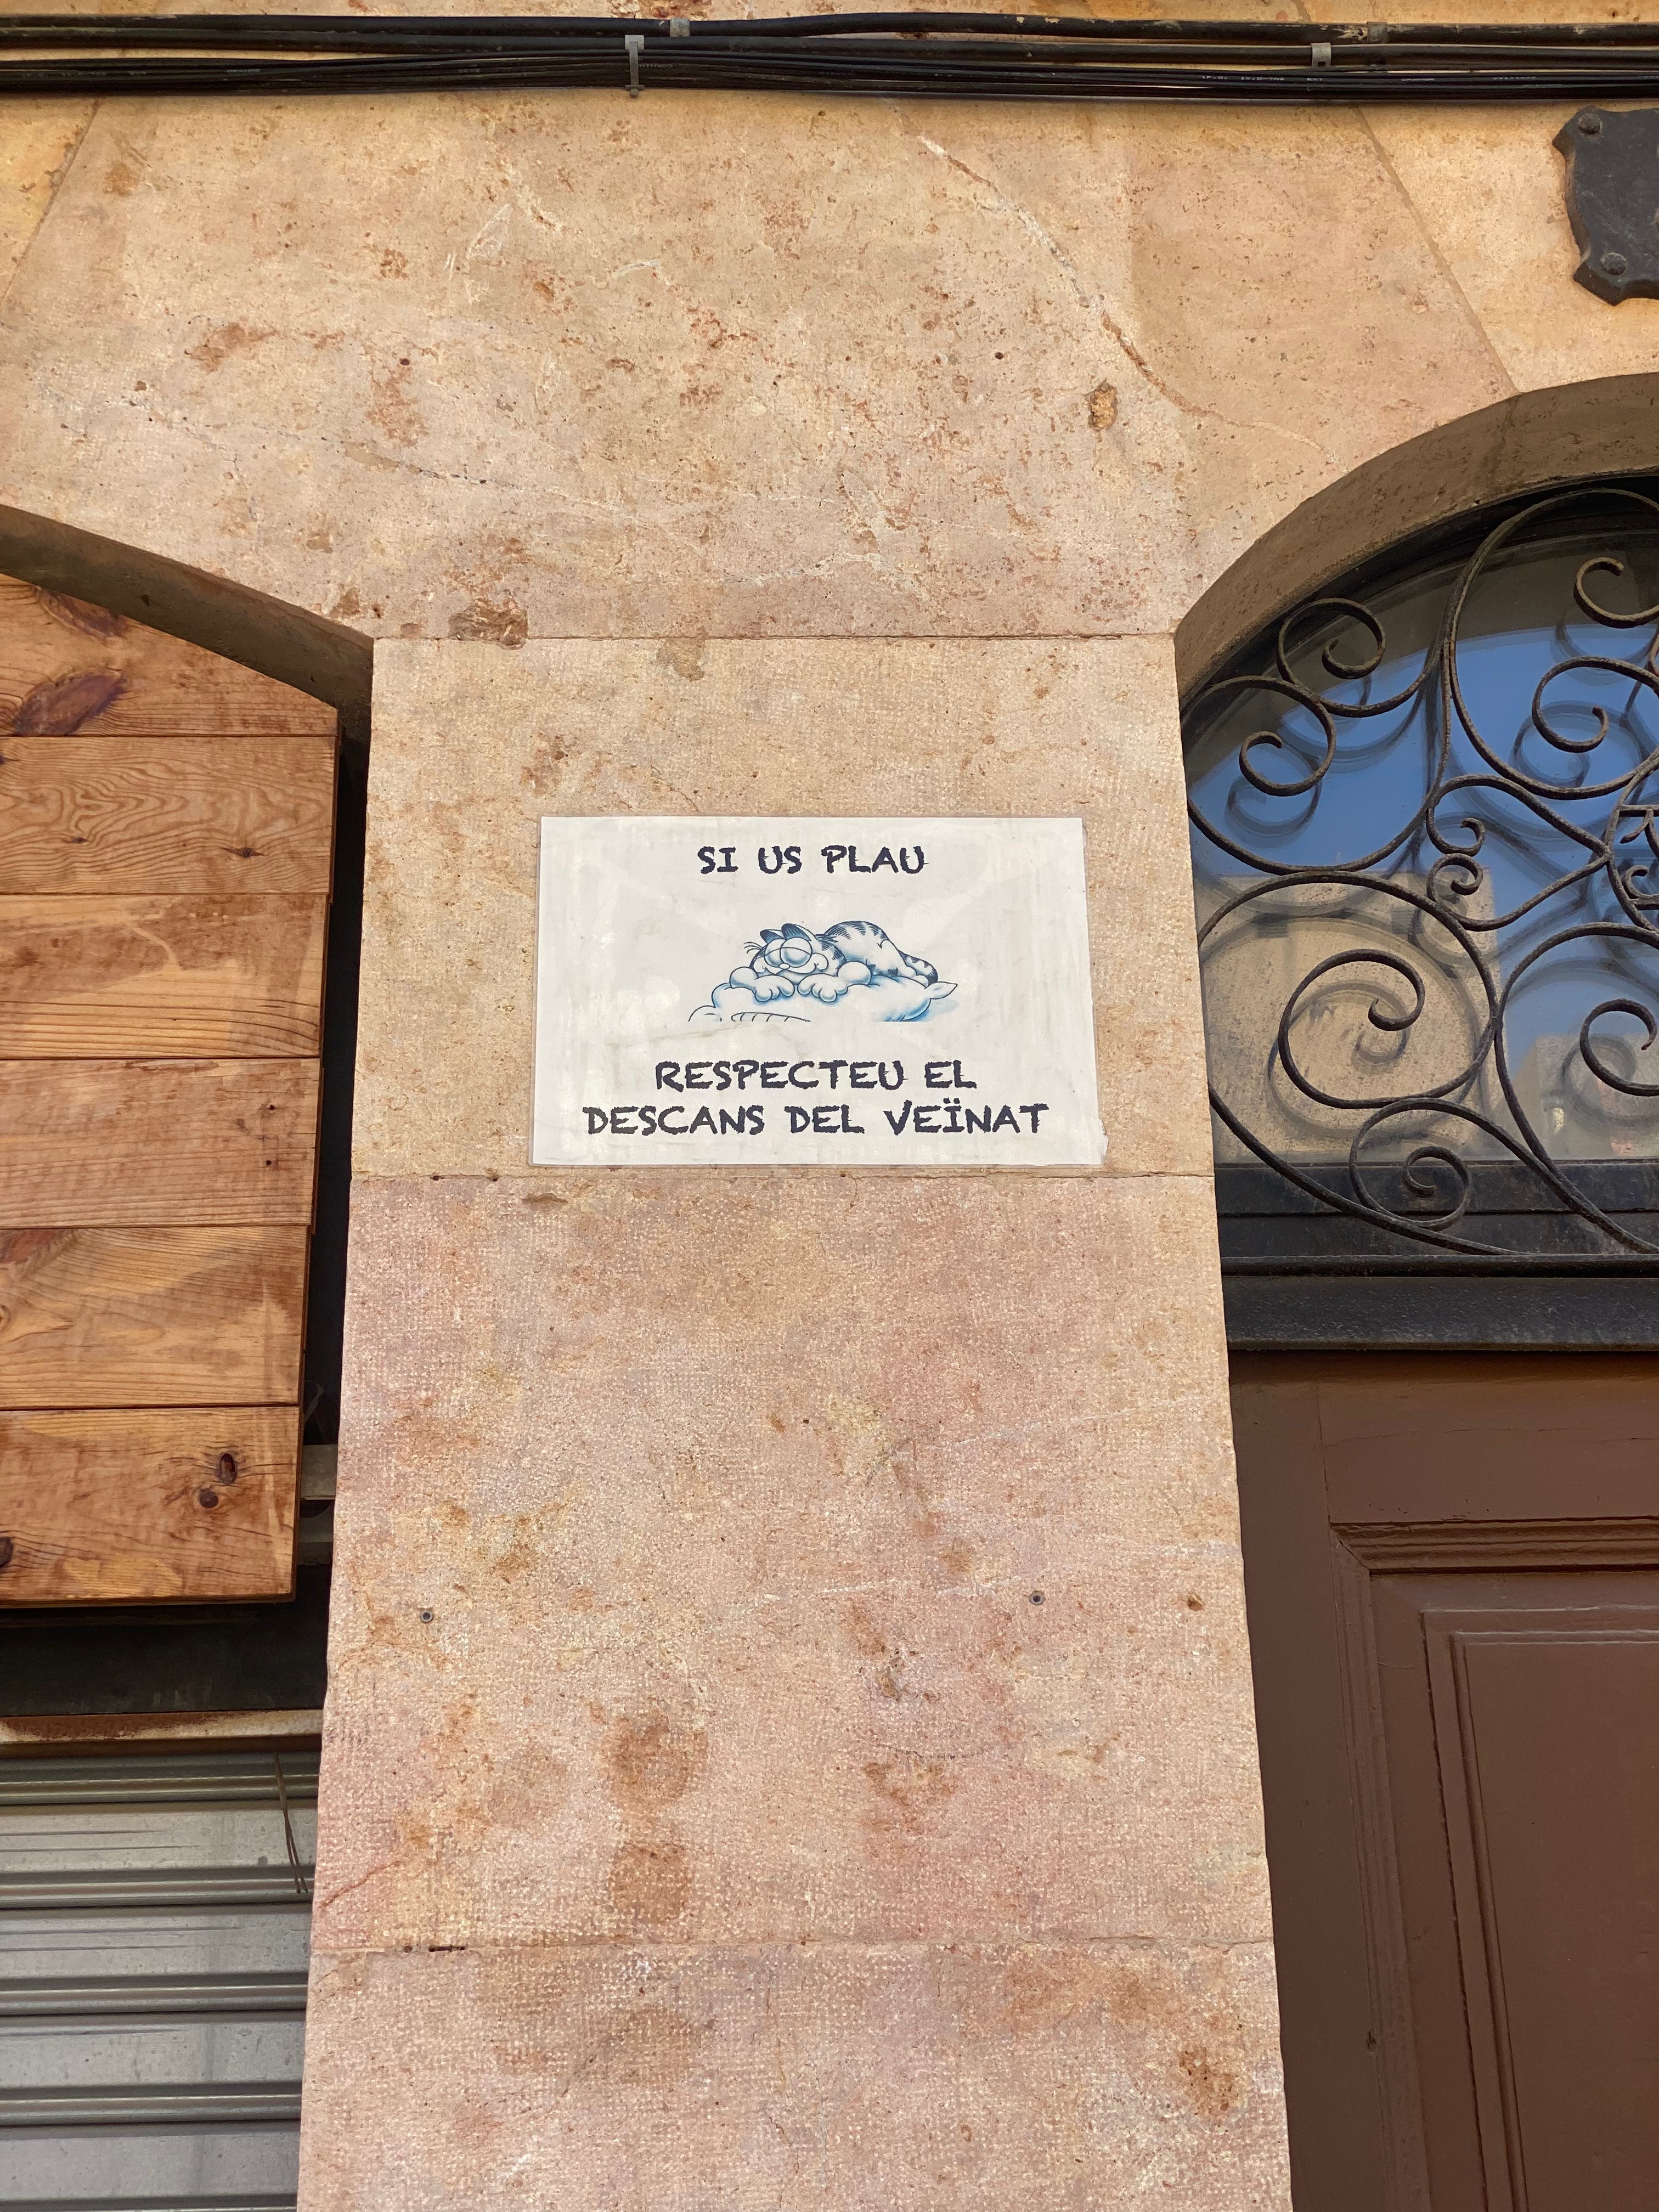 SI US PLAU
RESPECTEU EL
DESCANS DEL VEÏNAT